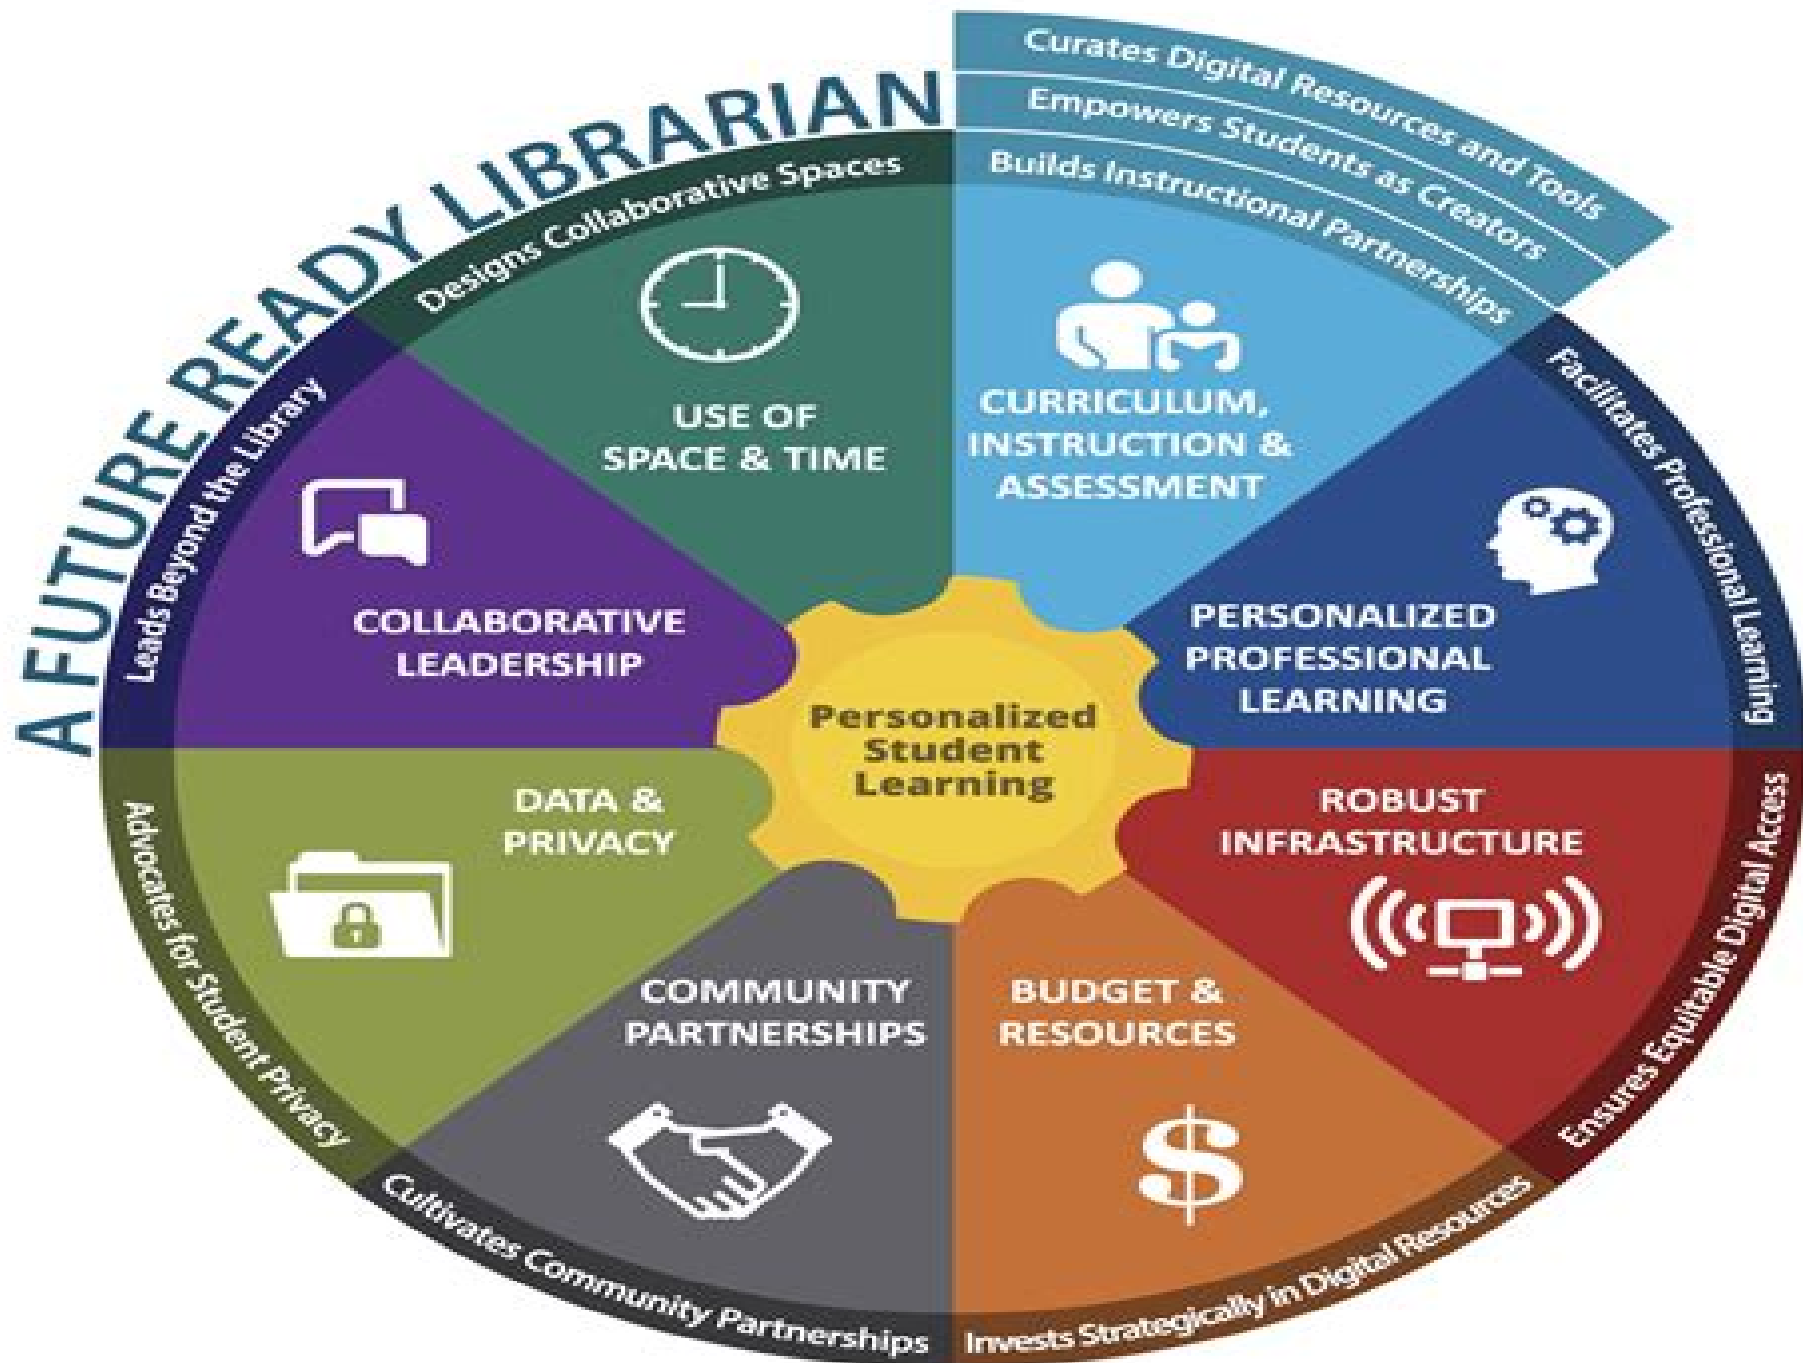 A FUTURE READY LIBRARIAN
Curates Digital Resources and Tools
Empowers Students as Creators
Builds Instructional Partnerships
CURRICULUM,
INSTRUCTION &
ASSESSMENT
Facilitates Professional Learning
PERSONALIZED
PROFESSIONAL
LEARNING
Ensures Equitable Digital Access
ROBUST
INFRASTRUCTURE
Invests Strategically in Digital Resources
BUDGET &
RESOURCES
$
Cultivates Community Partnerships
COMMUNITY
PARTNERSHIPS
Advocates for Student Privacy
DATA &
PRIVACY
Leads Beyond the Library
COLLABORATIVE
LEADERSHIP
Designs Collaborative Spaces
USE OF
SPACE & TIME
Personalized
Student
Learning